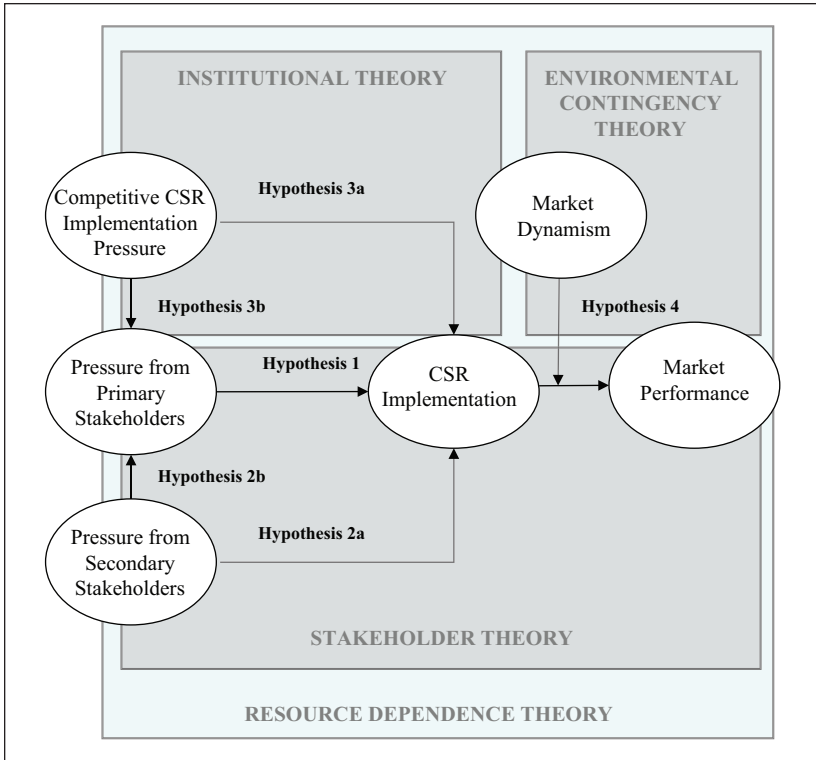 INSTITUTIONAL THEORY
ENVIRONMENTAL
CONTINGENCY
THEORY
Competitive CSR
Implementation
Pressure
Hypothesis 3a
Market
Dynamism
Hypothesis 3b
Hypothesis 4
Pressure from
Primary
Stakeholders
Hypothesis 1
CSR
Implementation
Market
Performance
Hypothesis 2b
Pressure from
Secondary
Stakeholders
Hypothesis 2a
STAKEHOLDER THEORY
RESOURCE DEPENDENCE THEORY